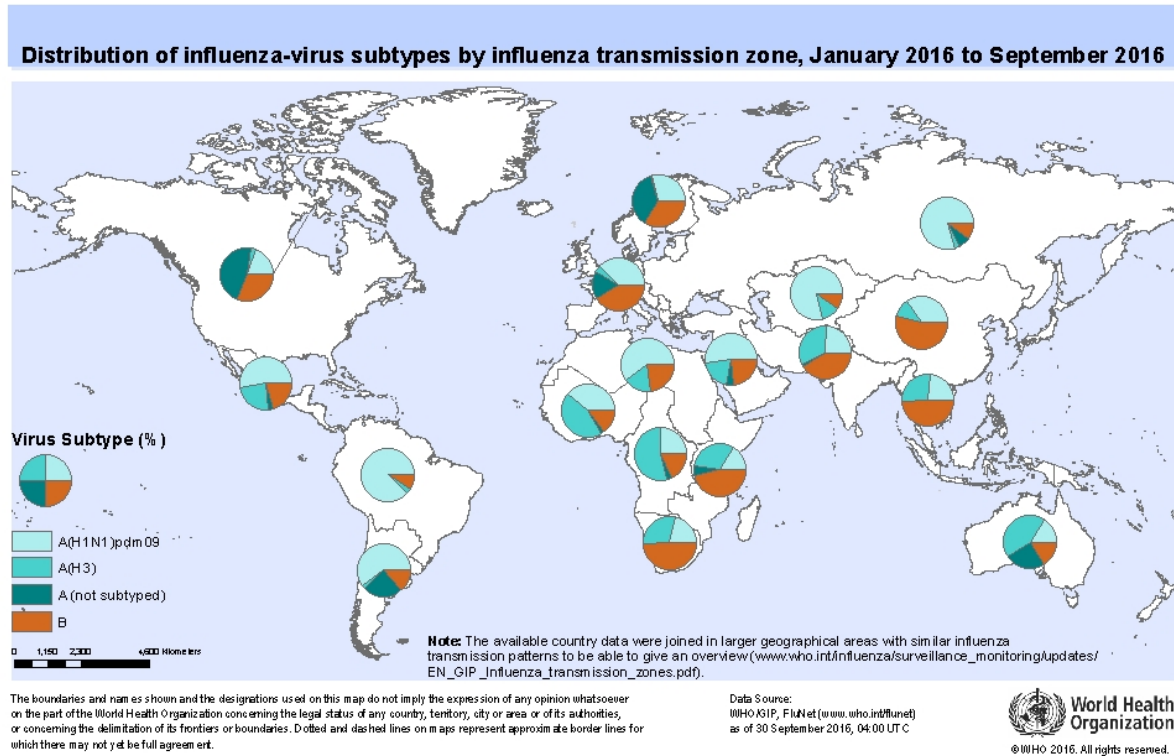 Distribution of influenza-virus subtypes by influenza transmission zone, January 2016 to September 2016
Virus Subtype (%)
A(H1N1)pdm09
A(H3)
A (not subtyped)
B
0 1,150 2,300 4,600 Kilometers
Note: The available country data were joined in larger geographical areas with similar influenza
transmission patterns to be able to give an overview (www.who.int/influenza/surveillance_monitoring/updates/
EN_GIP_Influenza_transmission_zones.pdf).
The boundaries and names shown and the designations used on this map do not imply the expression of any opinion whatsoever
on the part of the World Health Organization concerning the legal status of any country, territory, city or area or of its authorities,
or concerning the delimitation of its frontiers or boundaries. Dotted and dashed lines on maps represent approximate border lines for
which there may not yet be full agreement.
Data Source:
WHO/GIP, FluNet (www.who.int/flunet)
as of 30 September 2016, 04:00 UTC
World Health
Organization
© WHO 2016. All rights reserved.